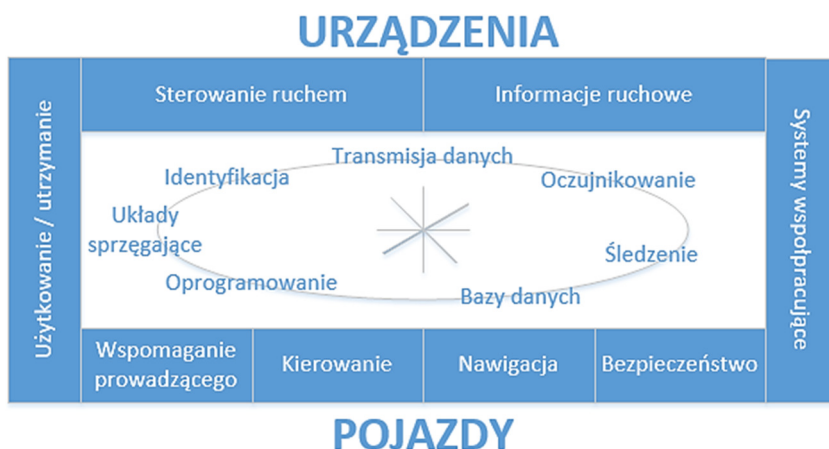 URZĄDZENIA
Użytkowanie / utrzymanie
Sterowanie ruchem
Informacje ruchowe
Systemy współpracujące
Transmisja danych
Identyfikacja
Oczujnikowanie
Układy
sprzęgające
Śledzenie
Oprogramowanie
Bazy danych
Wspomaganie
prowadzącego
Kierowanie
Nawigacja
Bezpieczeństwo
POJAZDY